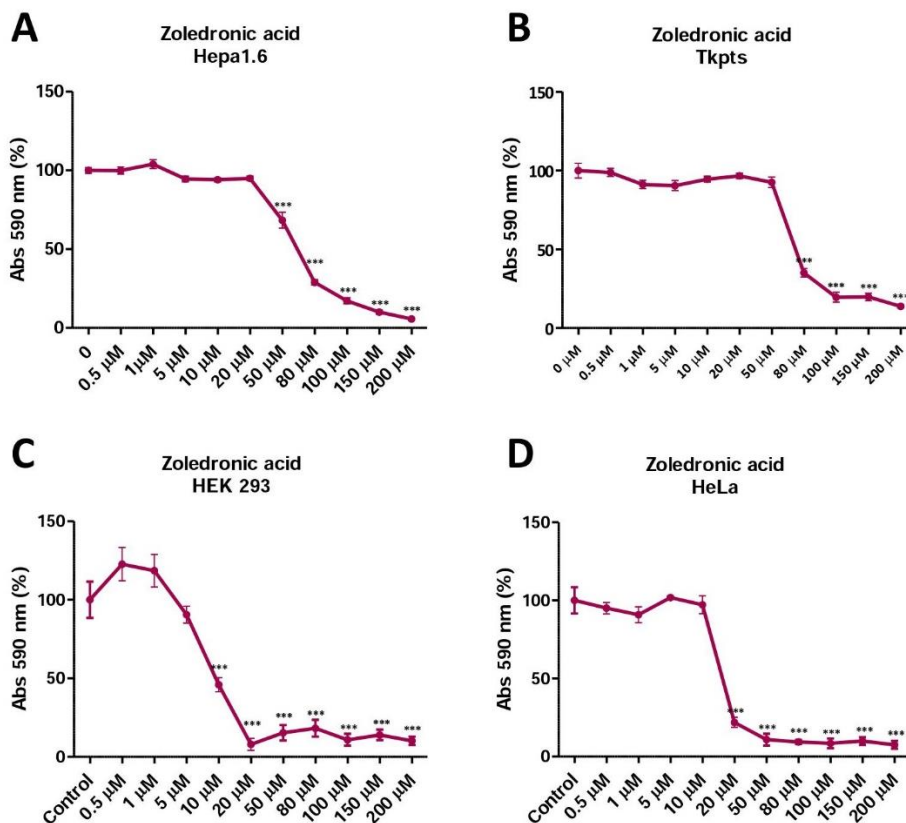 A
Zoledronic acid
Hepa1.6
Abs 590 nm (%)
150
100
50
0
*** *** *** *** ***
0 0.5 µM 1µM 5 µM 10 µM 20 µM 50 µM 80 µM 100 µM 150 µM 200 µM
B
Zoledronic acid
Tkpts
Abs 590 nm (%)
150
100
50
0
*** *** *** ***
0 µM 0.5 µM 1 µM 5 µM 10 µM 20 µM 50 µM 80 µM 100 µM 150 µM 200 µM
C
Zoledronic acid
HEK 293
Abs 590 nm (%)
150
100
50
0
*** *** *** *** *** *** ***
Control 0.5 µM 1 µM 5 µM 10 µM 20 µM 50 µM 80 µM 100 µM 150 µM 200 µM
D
Zoledronic acid
HeLa
Abs 590 nm (%)
150
100
50
0
*** *** *** *** *** ***
Control 0.5 µM 1 µM 5 µM 10 µM 20 µM 50 µM 80 µM 100 µM 150 µM 200 µM